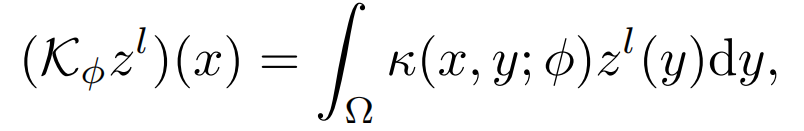 (𝒦_ϕ z^l)(x) = ∫_Ω κ(x, y; ϕ)z^l(y)dy,